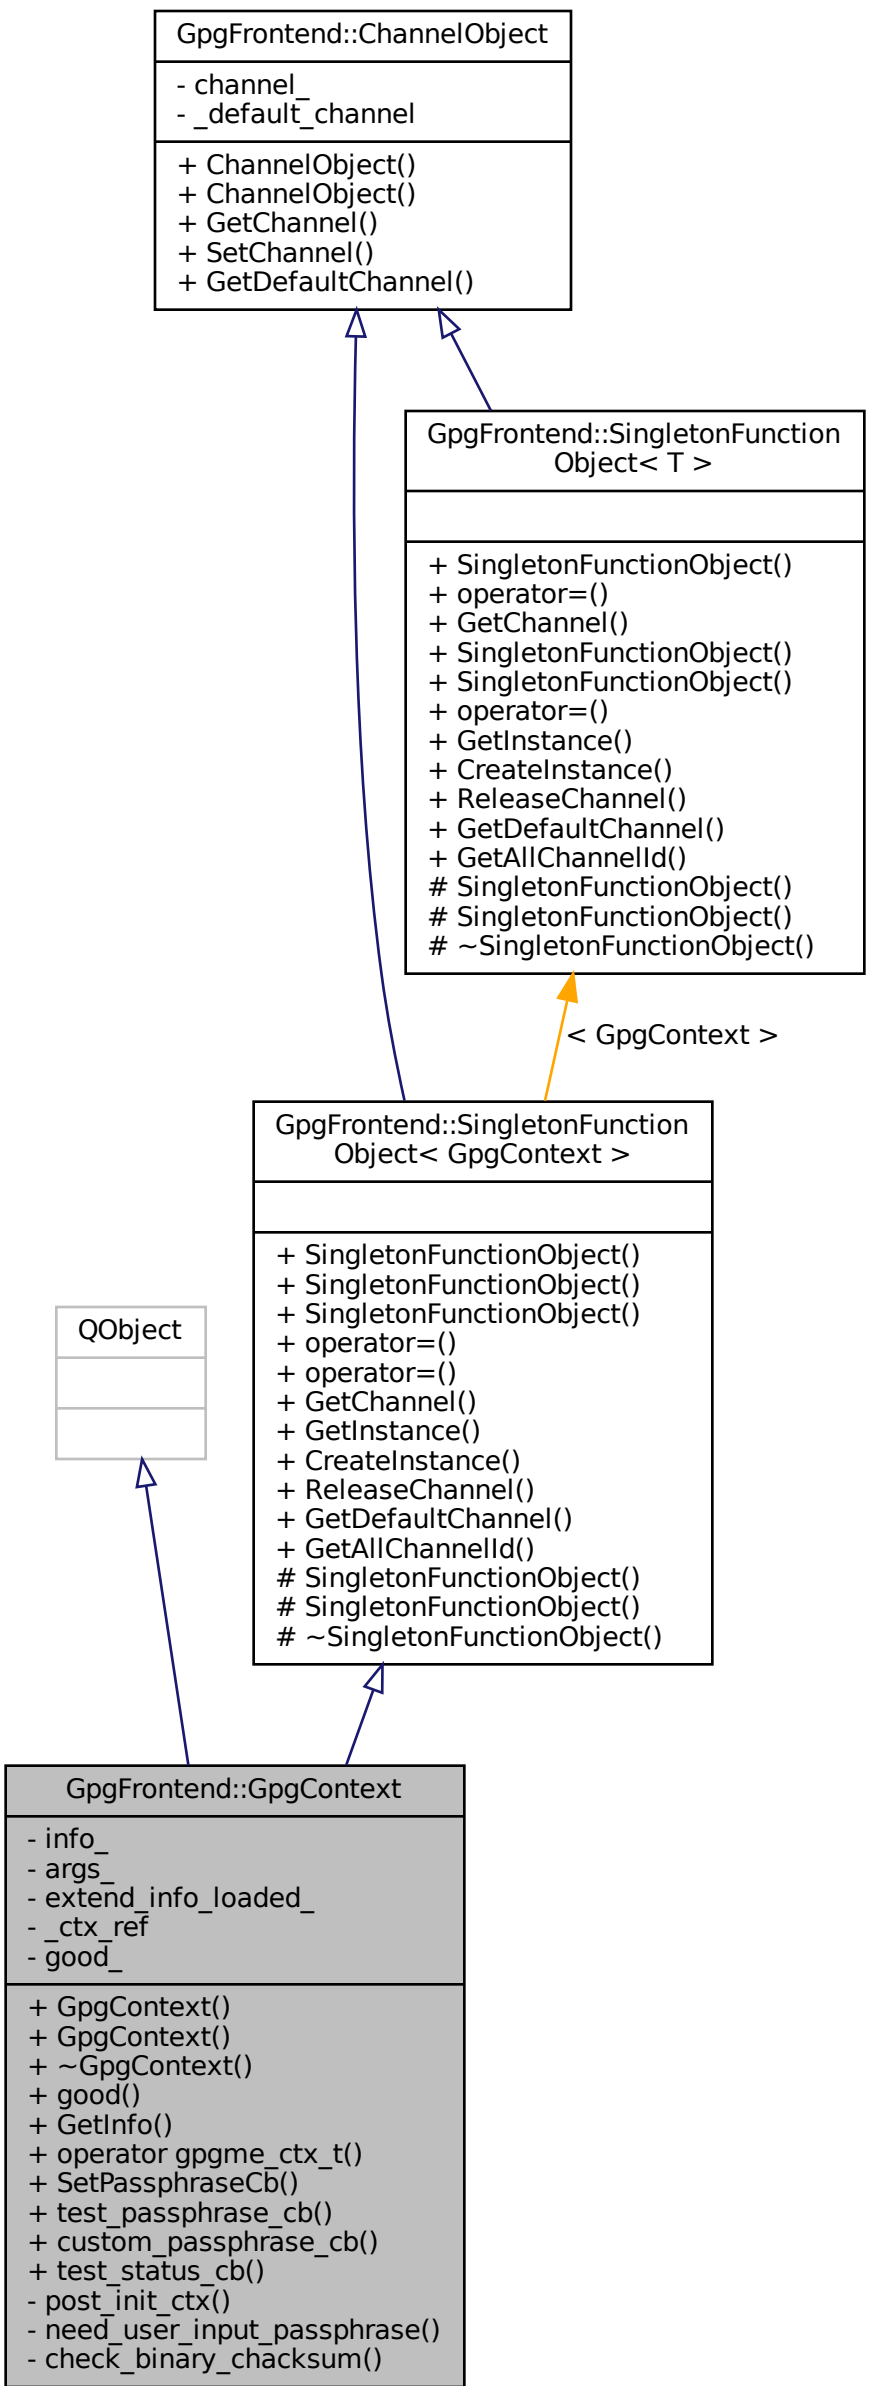 GpgFrontend::ChannelObject
- channel_
- _default_channel
+ ChannelObject()
+ ChannelObject()
+ GetChannel()
+ SetChannel()
+ GetDefaultChannel()
GpgFrontend::SingletonFunction
Object< T >
+ SingletonFunctionObject()
+ operator=()
+ GetChannel()
+ SingletonFunctionObject()
+ SingletonFunctionObject()
+ operator=()
+ GetInstance()
+ CreateInstance()
+ ReleaseChannel()
+ GetDefaultChannel()
+ GetAllChannelId()
# SingletonFunctionObject()
# SingletonFunctionObject()
# ~SingletonFunctionObject()
< GpgContext >
GpgFrontend::SingletonFunction
Object< GpgContext >
+ SingletonFunctionObject()
+ SingletonFunctionObject()
+ SingletonFunctionObject()
+ operator=()
+ operator=()
+ GetChannel()
+ GetInstance()
+ CreateInstance()
+ ReleaseChannel()
+ GetDefaultChannel()
+ GetAllChannelId()
# SingletonFunctionObject()
# SingletonFunctionObject()
# ~SingletonFunctionObject()
QObject
GpgFrontend::GpgContext
- info_
- args_
- extend_info_loaded_
- _ctx_ref
- good_
+ GpgContext()
+ GpgContext()
+ ~GpgContext()
+ good()
+ GetInfo()
+ operator gpgme_ctx_t()
+ SetPassphraseCb()
+ test_passphrase_cb()
+ custom_passphrase_cb()
+ test_status_cb()
- post_init_ctx()
- need_user_input_passphrase()
- check_binary_chacksum()